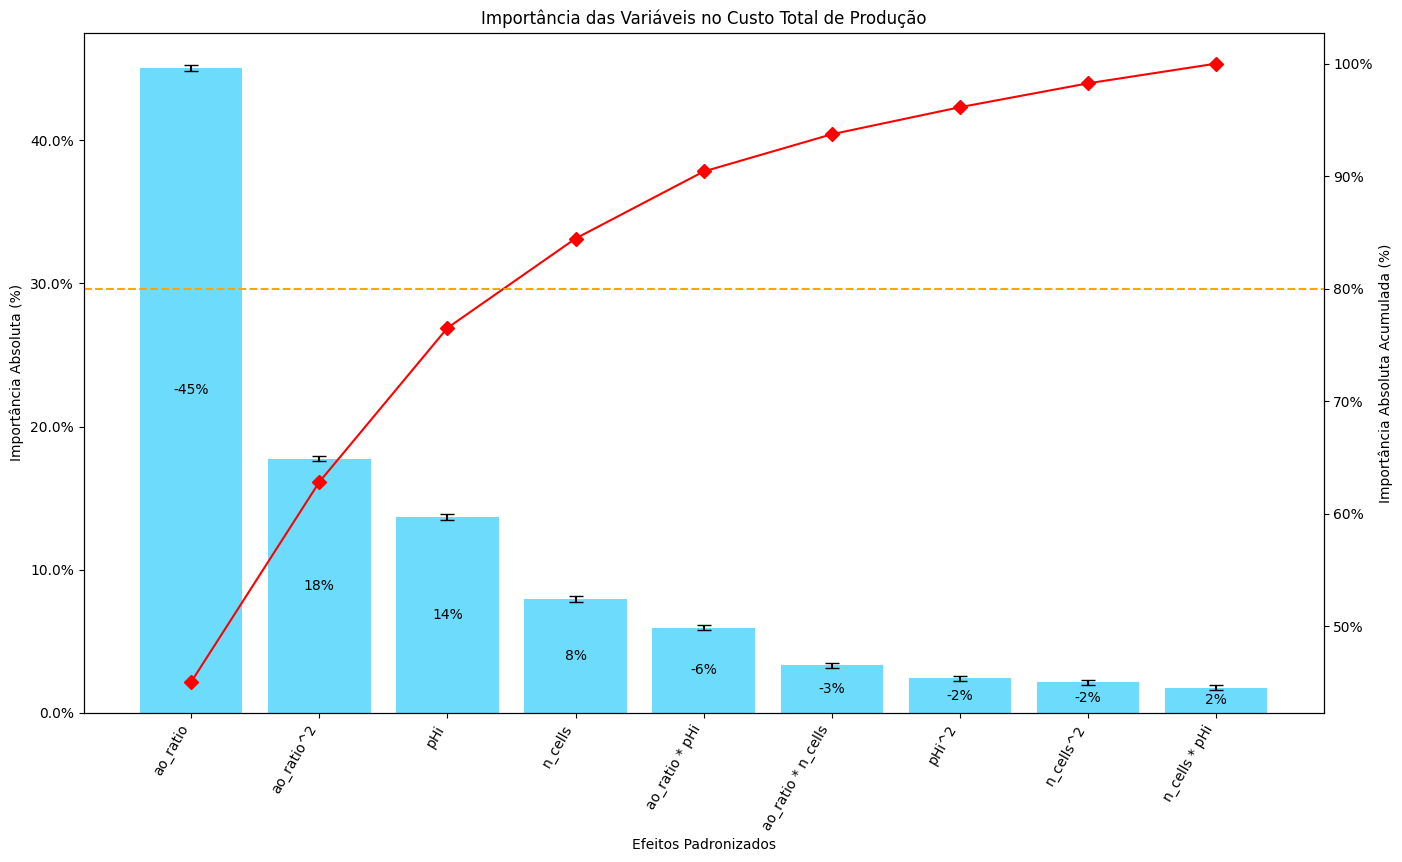 Importância das Variáveis no Custo Total de Produção
Importância Absoluta (%)
40.0%
30.0%
20.0%
10.0%
0.0%
-45%
18%
14%
8%
-6%
-3%
-2%
-2%
2%
100%
90%
80%
70%
60%
50%
Importância Absoluta Acumulada (%)
ao_ratio
ao_ratio^2
pHi
n_cells
ao_ratio * pHi
ao_ratio * n_cells
pHi^2
n_cells^2
n_cells * pHi
Efeitos Padronizados